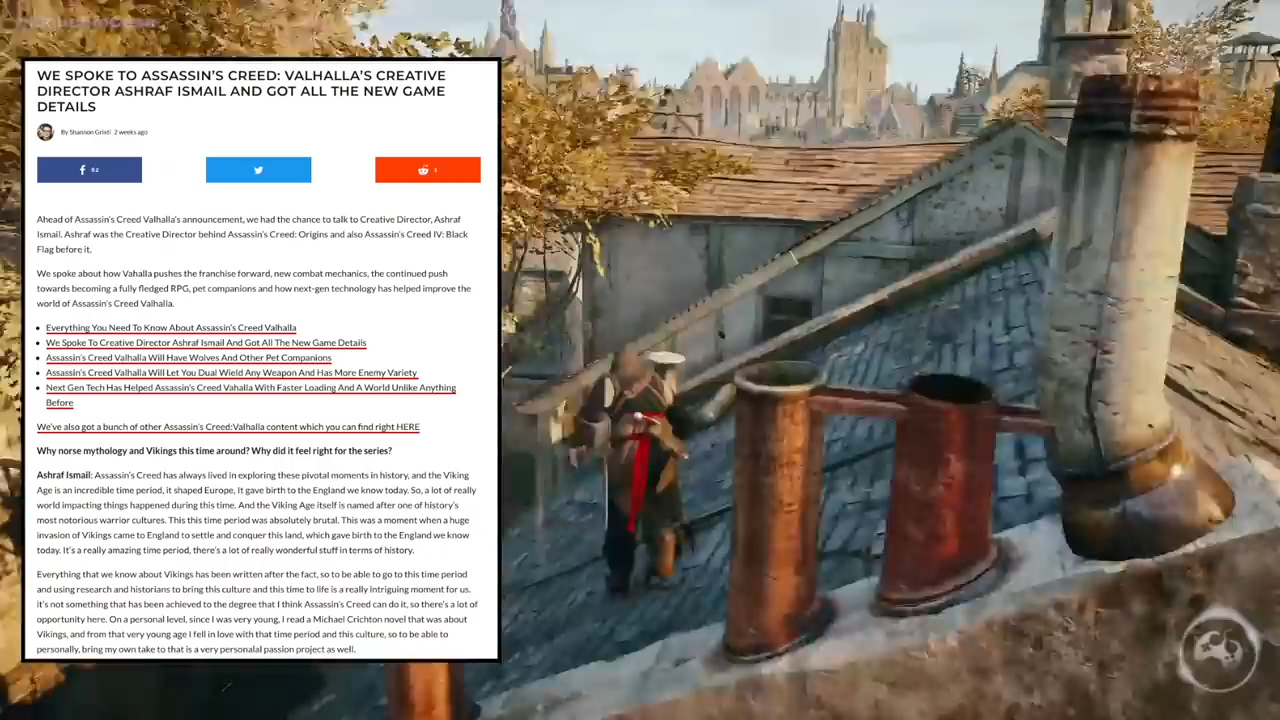 WE SPOKE TO ASSASSIN'S CREED: VALHALLA'S CREATIVE
DIRECTOR ASHRAF ISMAIL AND GOT ALL THE NEW GAME
DETAILS
By Shannon Grixti 2 weeks ago
62
1
Ahead of Assassin's Creed Valhalla's announcement, we had the chance to talk to Creative Director, Ashraf
Ismail. Ashraf was the Creative Director behind Assassin's Creed: Origins and also Assassin's Creed IV: Black
Flag before it.
We spoke about how Vahalla pushes the franchise forward, new combat mechanics, the continued push
towards becoming a fully fledged RPG, pet companions and how next-gen technology has helped improve the
world of Assassin's Creed Valhalla.
Everything You Need To Know About Assassin's Creed Valhalla
We Spoke To Creative Director Ashraf Ismail And Got All The New Game Details
Assassin's Creed Valhalla Will Have Wolves And Other Pet Companions
Assassin's Creed Valhalla Will Let You Dual Wield Any Weapon And Has More Enemy Variety
Next Gen Tech Has Helped Assassin's Creed Vahalla With Faster Loading And A World Unlike Anything
Before
We've also got a bunch of other Assassin's Creed:Valhalla content which you can find right HERE
Why norse mythology and Vikings this time around? Why did it feel right for the series?
Ashraf Ismail: Assassin's Creed has always lived in exploring these pivotal moments in history, and the Viking
Age is an incredible time period, it shaped Europe, It gave birth to the England we know today. So, a lot of really
world impacting things happened during this time. And the Viking Age itself is named after one of history's
most notorious warrior cultures. This this time period was absolutely brutal. This was a moment when a huge
invasion of Vikings came to England to settle and conquer this land, which gave birth to the England we know
today. It's a really amazing time period, there's a lot of really wonderful stuff in terms of history.
Everything that we know about Vikings has been written after the fact, so to be able to go to this time period
and using research and historians to bring this culture and this time to life is a really intriguing moment for us.
it's not something that has been achieved to the degree that I think Assassin's Creed can do it, so there's a lot of
opportunity here. On a personal level, since I was very young, I read a Michael Crichton novel that was about
Vikings, and from that very young age I fell in love with that time period and this culture, so to be able to
personally, bring my own take to that is a very personalal passion project as well.